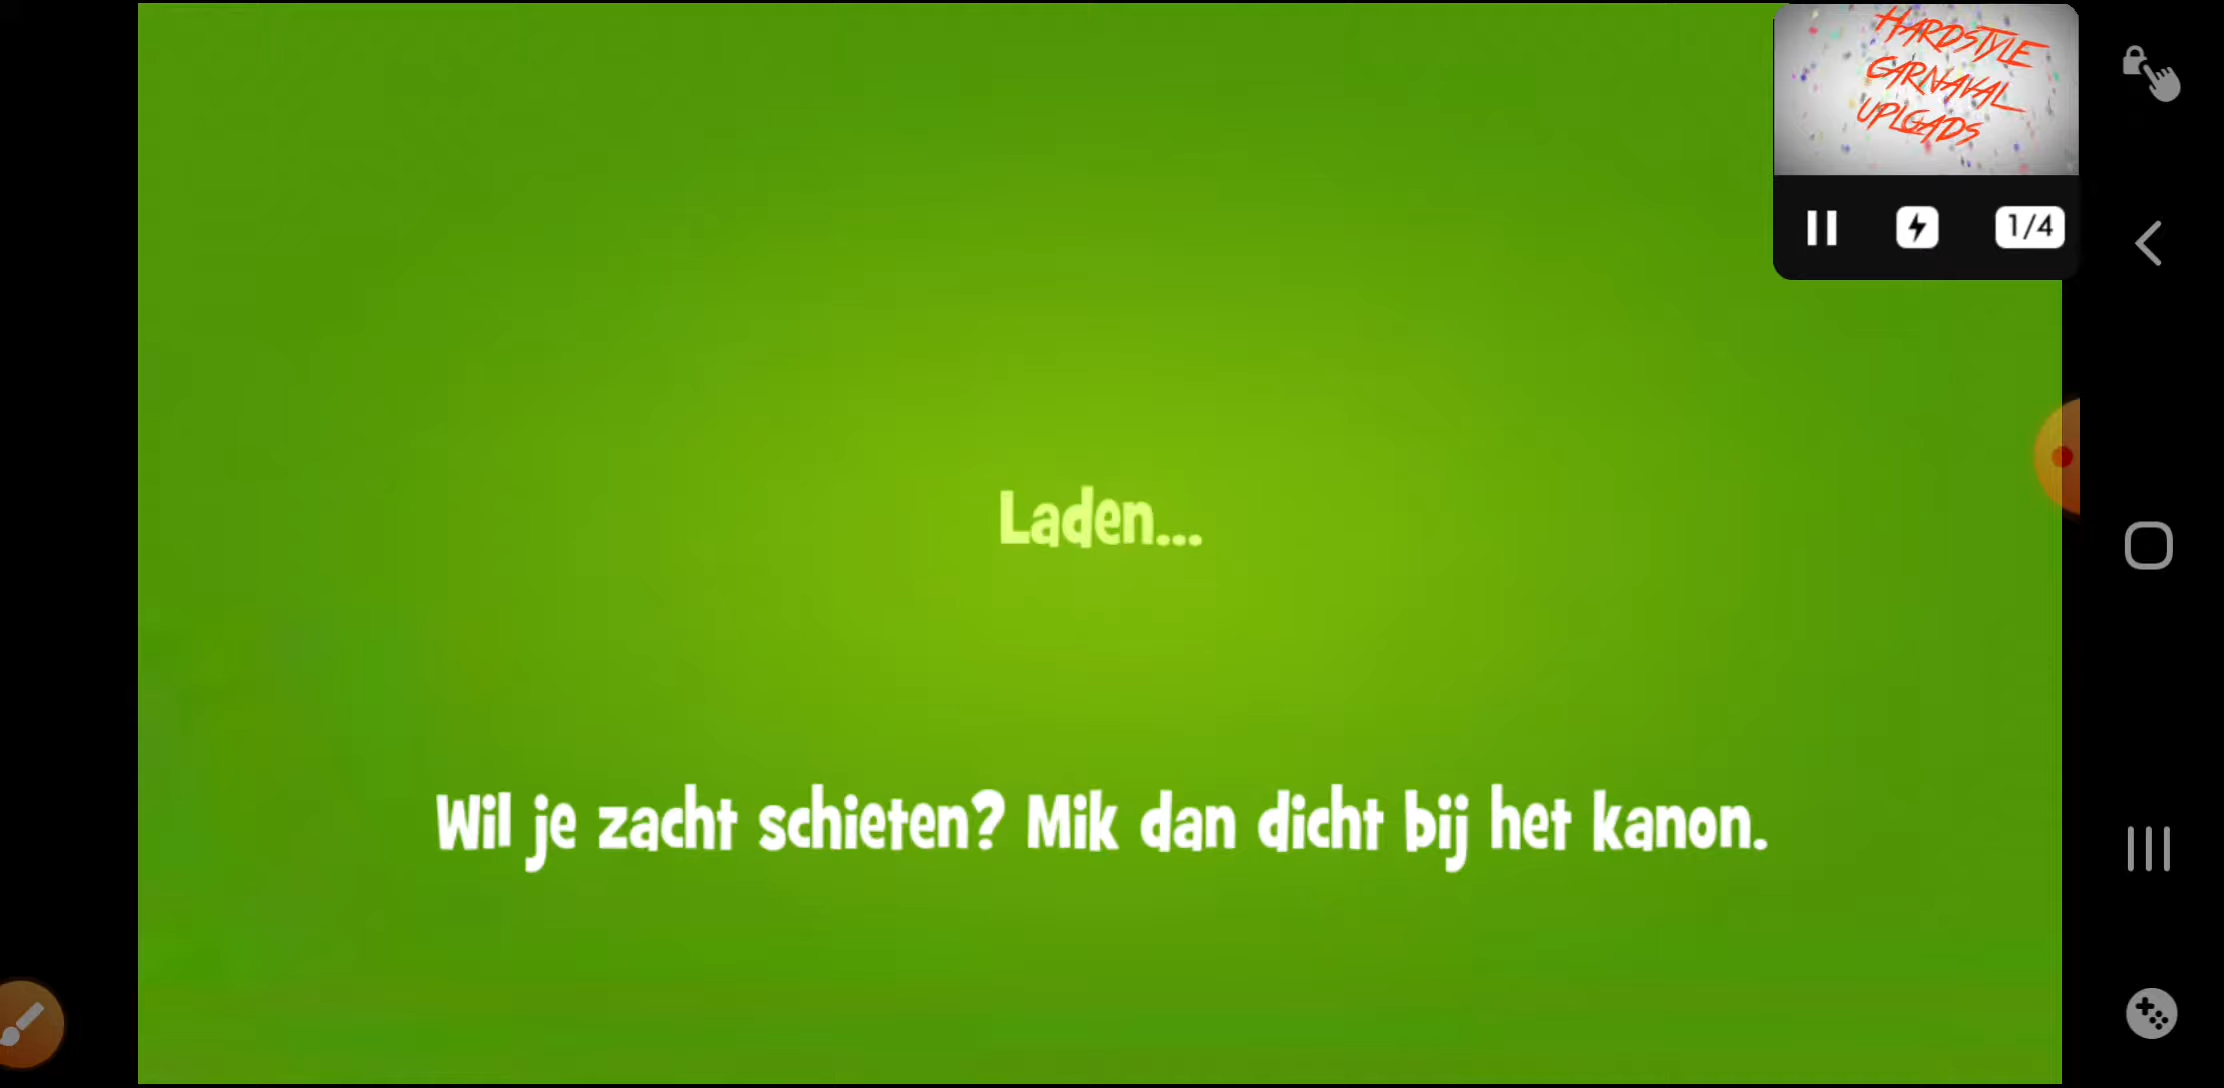 HARDSTYLE
CARNAVAL
UPLOADS
1/4
Laden...
Wil je zacht schieten? Mik dan dicht bij het kanon.